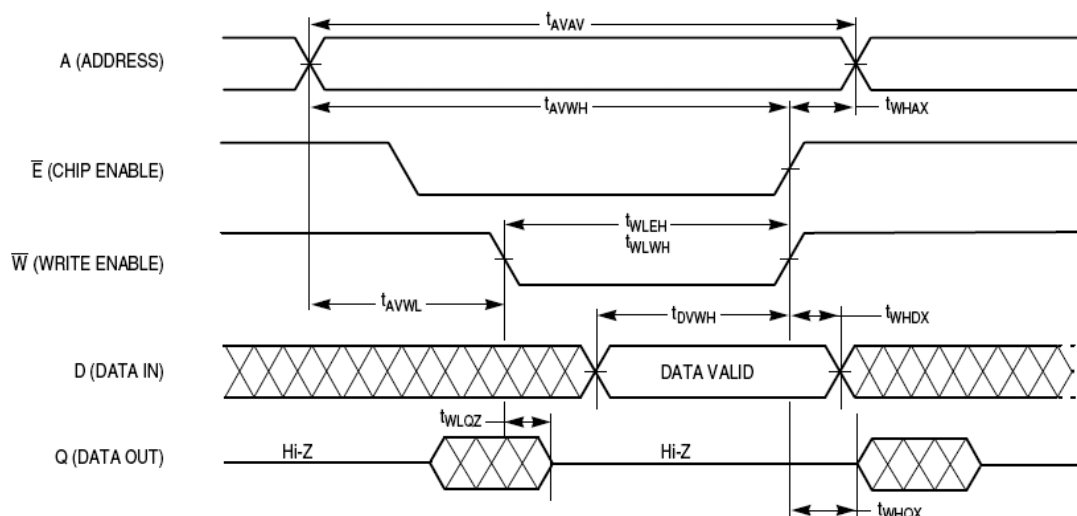 tAVAV
A (ADDRESS)
tAVWH
tWHAX
E̅ (CHIP ENABLE)
tWLEH
tWLWH
W̅ (WRITE ENABLE)
tAVWL
tDVWH
tWHDX
D (DATA IN)
DATA VALID
tWLQZ
Q (DATA OUT)
Hi-Z
Hi-Z
tWHQX